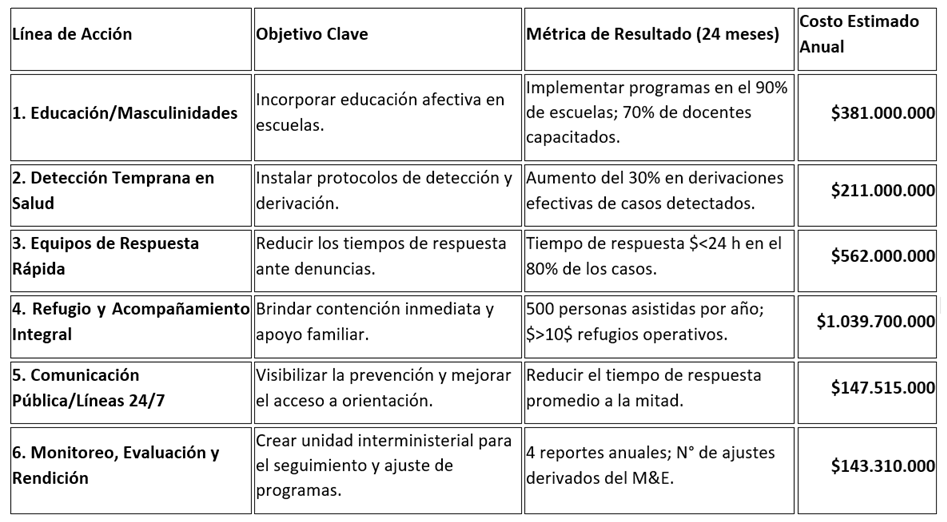 Línea de Acción
Objetivo Clave
Métrica de Resultado (24 meses)
Costo Estimado
Anual
1. Educación/Masculinidades
Incorporar educación afectiva en
escuelas.
Implementar programas en el 90%
de escuelas; 70% de docentes
capacitados.
$381.000.000
2. Detección Temprana en
Salud
Instalar protocolos de detección y
derivación.
Aumento del 30% en derivaciones
efectivas de casos detectados.
$211.000.000
3. Equipos de Respuesta
Rápida
Reducir los tiempos de respuesta
ante denuncias.
Tiempo de respuesta $<24 h en el
80% de los casos.
$562.000.000
4. Refugio y Acompañamiento
Integral
Brindar contención inmediata y
apoyo familiar.
500 personas asistidas por año;
$>10$ refugios operativos.
$1.039.700.000
5. Comunicación
Pública/Líneas 24/7
Visibilizar la prevención y mejorar
el acceso a orientación.
Reducir el tiempo de respuesta
promedio a la mitad.
$147.515.000
6. Monitoreo, Evaluación y
Rendición
Crear unidad interministerial para
el seguimiento y ajuste de
programas.
4 reportes anuales; N° de ajustes
derivados del M&E.
$143.310.000